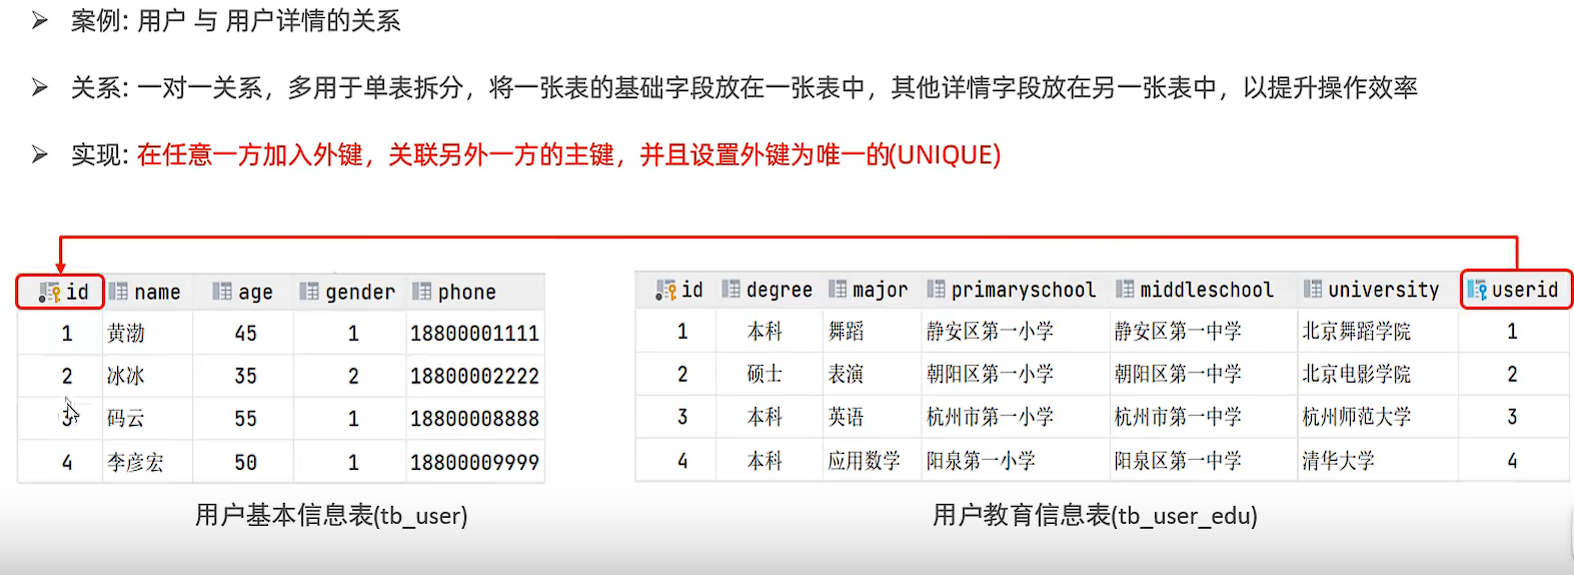 案例: 用户 与 用户详情的关系
关系: 一对一关系，多用于单表拆分，将一张表的基础字段放在一张表中，其他详情字段放在另一张表中，以提升操作效率
实现: 在任意一方加入外键，关联另外一方的主键，并且设置外键为唯一的(UNIQUE)
id name age gender phone
1 黄渤 45 1 18800001111
2 冰冰 35 2 18800002222
3 码云 55 1 18800008888
4 李彦宏 50 1 18800009999
用户基本信息表(tb_user)
id degree major primaryschool middleschool university userid
1 本科 舞蹈 静安区第一小学 静安区第一中学 北京舞蹈学院 1
2 硕士 表演 朝阳区第一小学 朝阳区第一中学 北京电影学院 2
3 本科 英语 杭州市第一小学 杭州市第一中学 杭州师范大学 3
4 本科 应用数学 阳泉第一小学 阳泉区第一中学 清华大学 4
用户教育信息表(tb_user_edu)